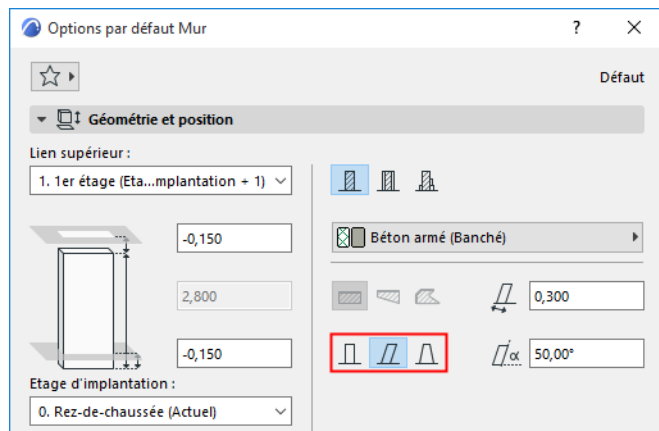 Options par défaut Mur
? ×
Défaut
Géométrie et position
Lien supérieur :
1. 1er étage (Eta...mplantation + 1)
-0,150
Béton armé (Banché)
2,800
0,300
-0,150
α 50,00°
Etage d'implantation :
0. Rez-de-chaussée (Actuel)